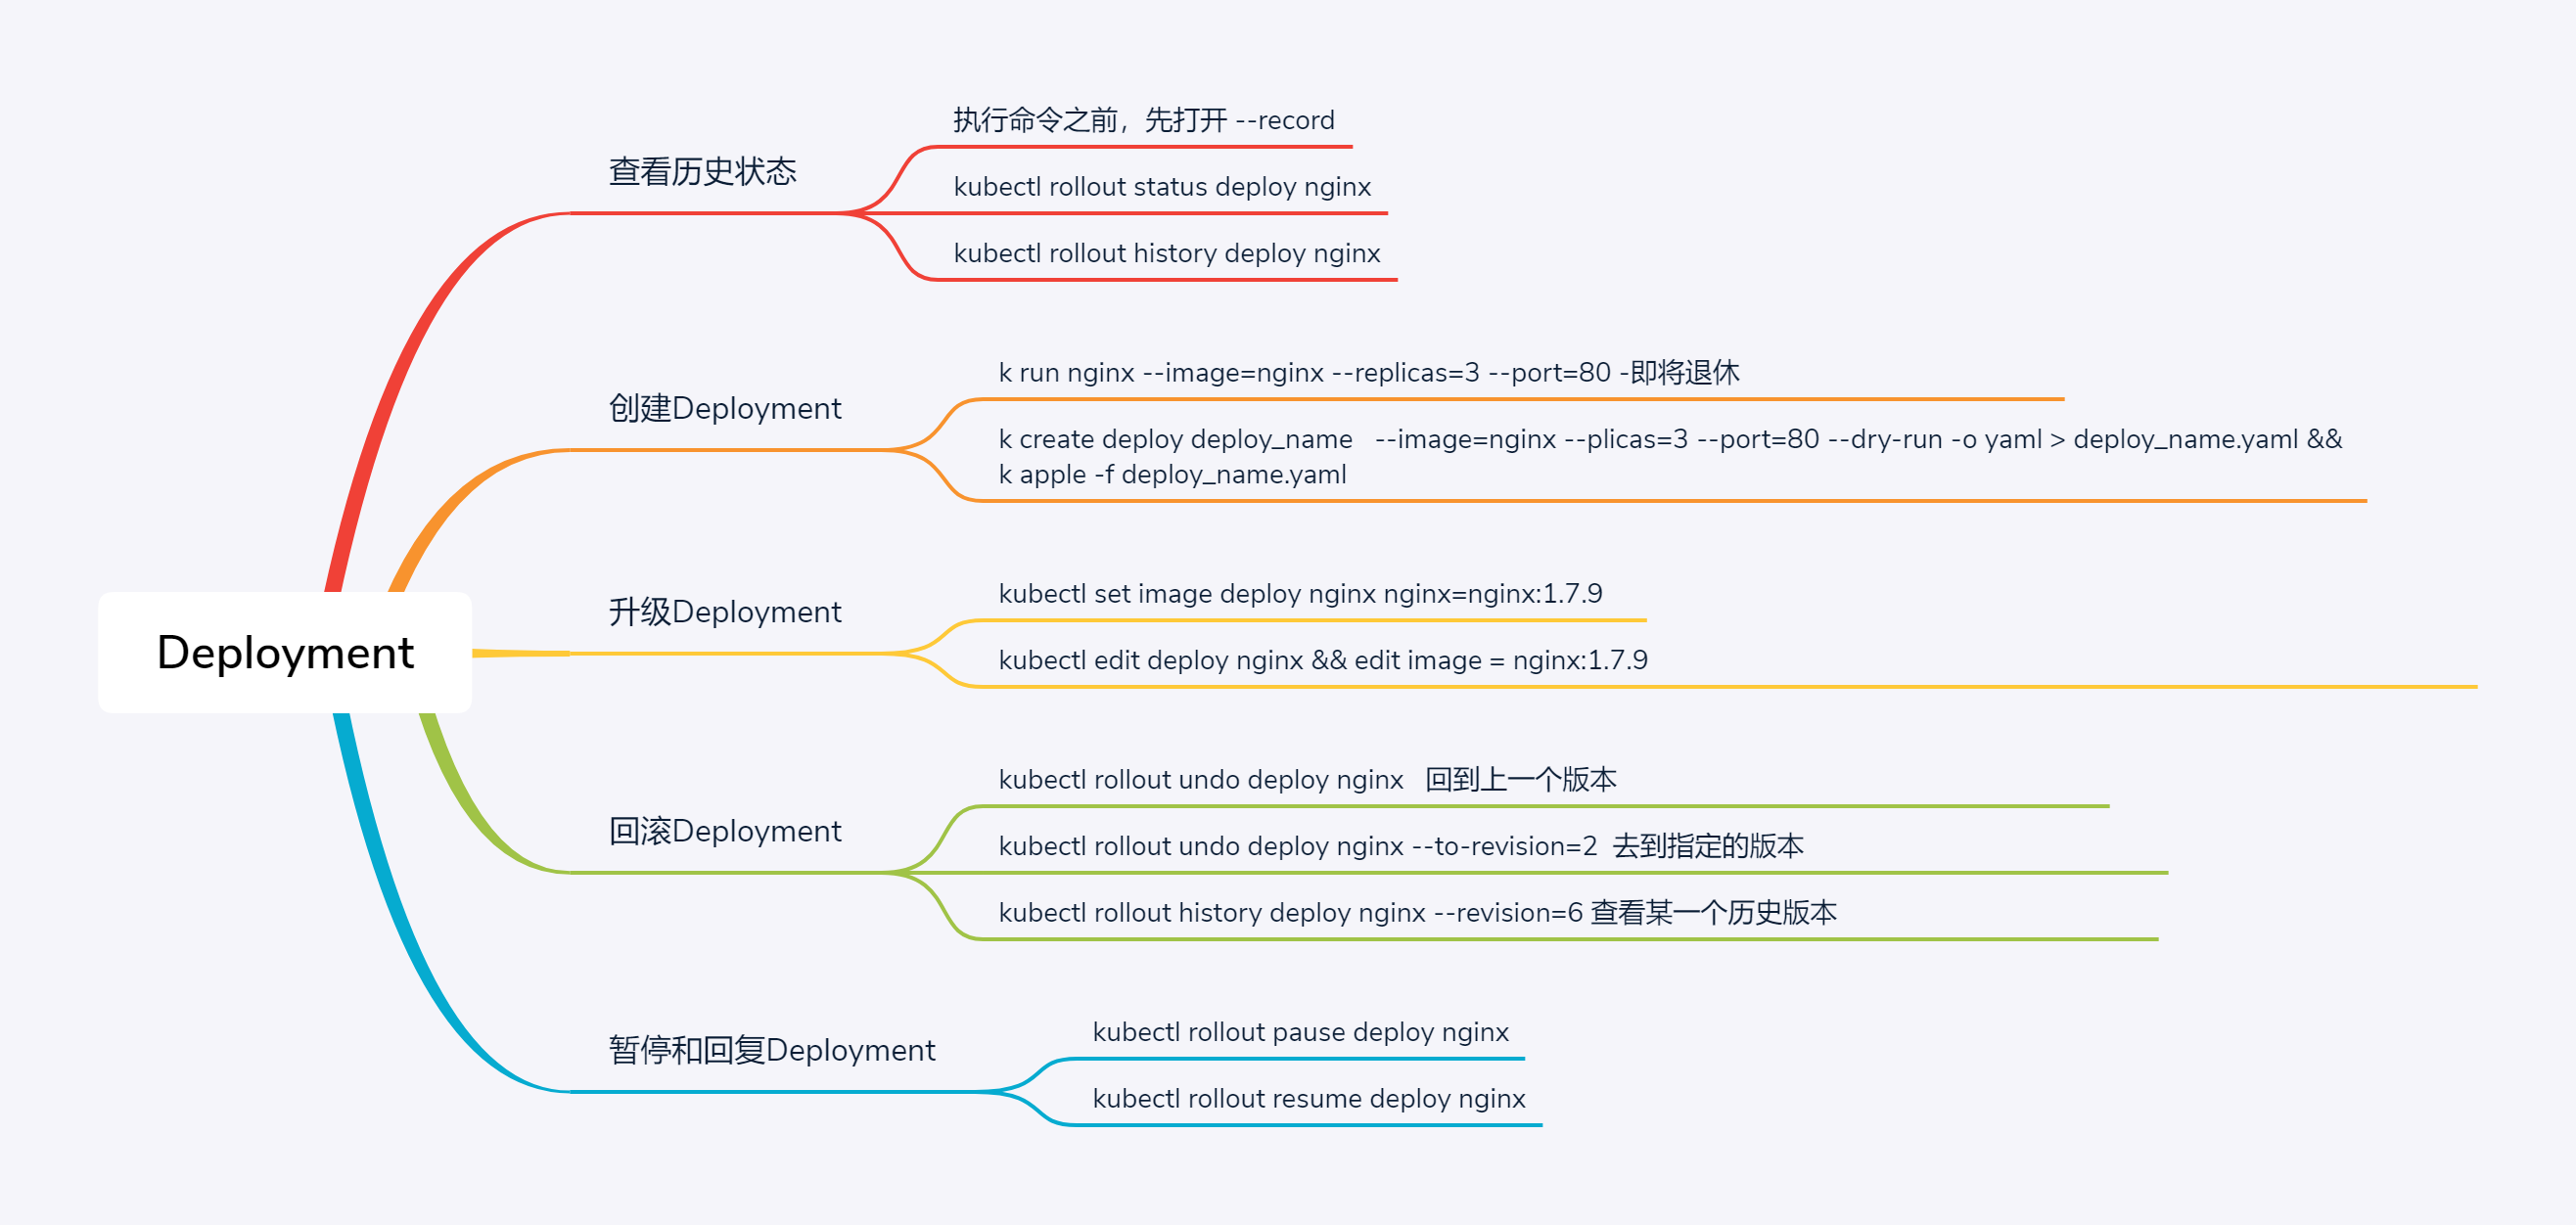 Deployment
查看历史状态
执行命令之前，先打开 --record
kubectl rollout status deploy nginx
kubectl rollout history deploy nginx
创建Deployment
k run nginx --image=nginx --replicas=3 --port=80 -即将退休
k create deploy deploy_name   --image=nginx --plicas=3 --port=80 --dry-run -o yaml > deploy_name.yaml &&
k apple -f deploy_name.yaml
升级Deployment
kubectl set image deploy nginx nginx=nginx:1.7.9
kubectl edit deploy nginx && edit image = nginx:1.7.9
回滚Deployment
kubectl rollout undo deploy nginx   回到上一个版本
kubectl rollout undo deploy nginx --to-revision=2  去到指定的版本
kubectl rollout history deploy nginx --revision=6 查看某一个历史版本
暂停和回复Deployment
kubectl rollout pause deploy nginx
kubectl rollout resume deploy nginx